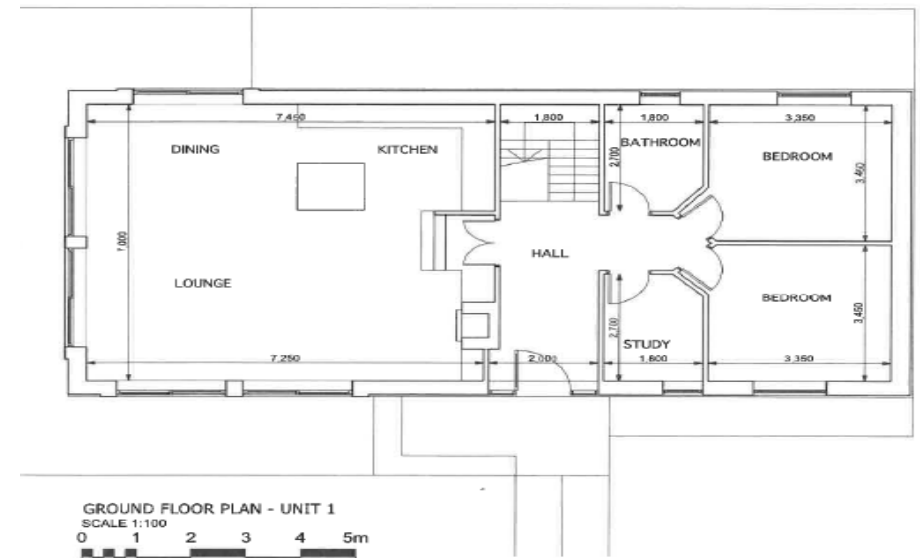 7,450
1,800
1,800
3,350
DINING
KITCHEN
BATHROOM
2,700
BEDROOM
3,450
7,000
HALL
LOUNGE
BEDROOM
3,450
2,700
STUDY
7,250
2,000
1,800
3,350
GROUND FLOOR PLAN - UNIT 1
SCALE 1:100
0 1 2 3 4 5m